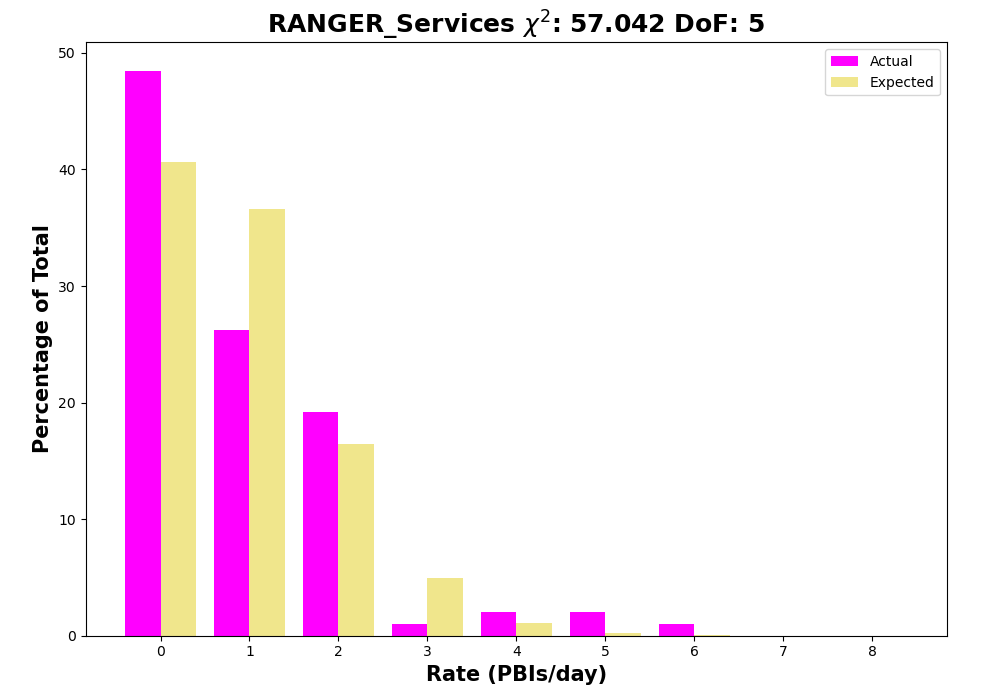 RANGER_Services χ²: 57.042 DoF: 5
Actual
Expected
Percentage of Total
50
40
30
20
10
0
0 1 2 3 4 5 6 7 8
Rate (PBIs/day)